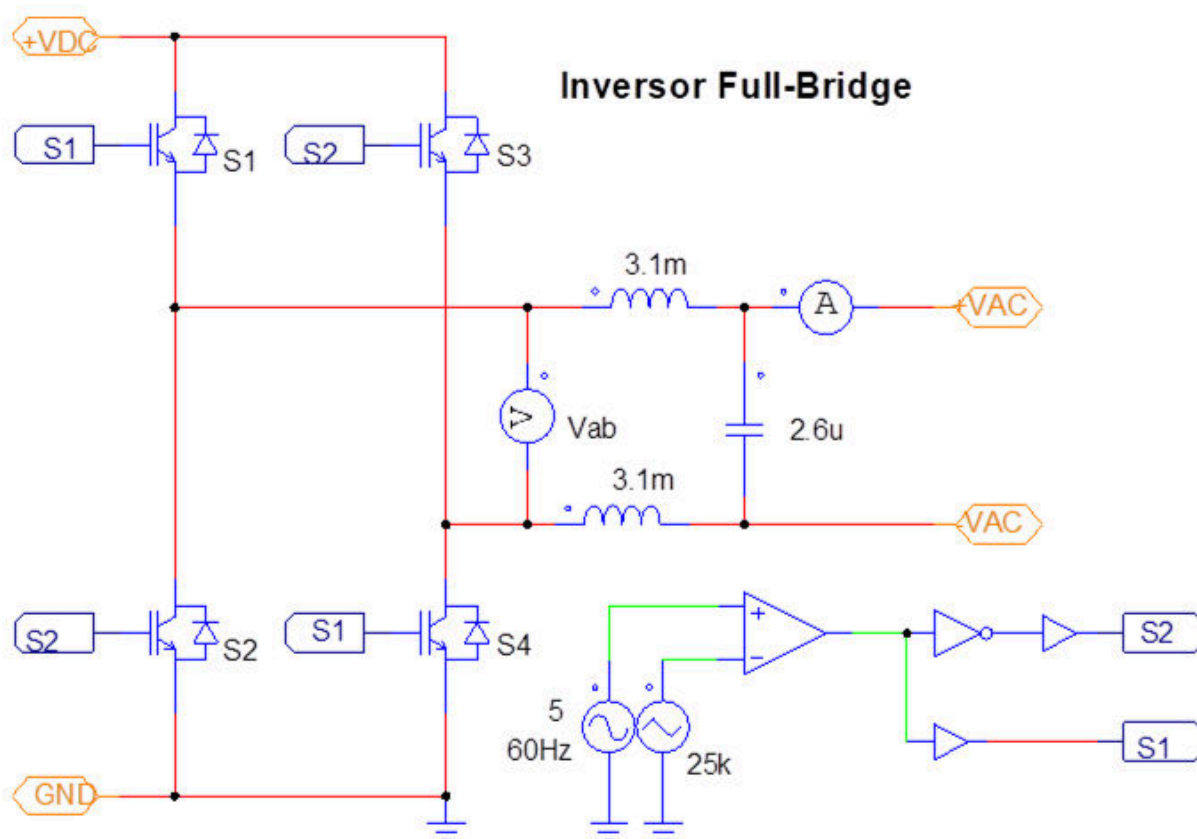 +VDC
Inversor Full-Bridge
S1
S1
S2
S3
3.1m
A
+VAC
V
Vab
2.6u
3.1m
-VAC
S2
S2
S1
S4
+
-
S2
5
60Hz
25k
S1
GND